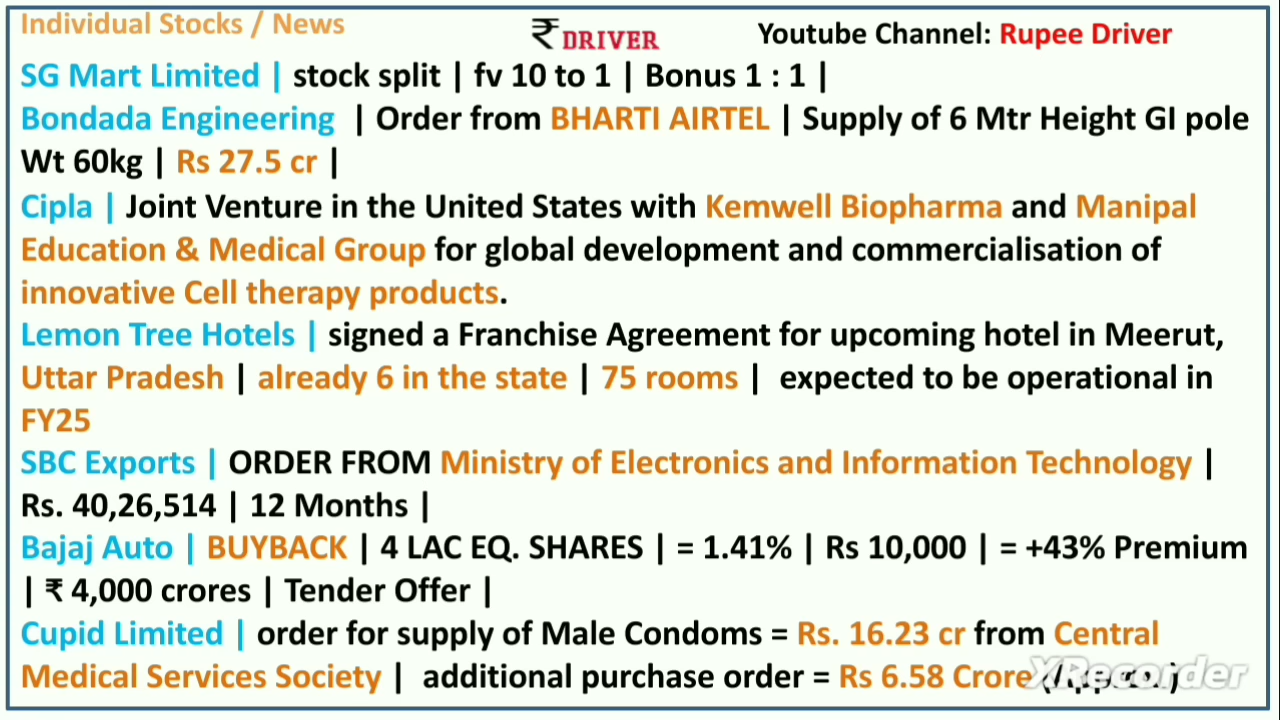 Individual Stocks / News
₹ DRIVER
Youtube Channel: Rupee Driver
SG Mart Limited | stock split | fv 10 to 1 | Bonus 1 : 1 |
Bondada Engineering | Order from BHARTI AIRTEL | Supply of 6 Mtr Height GI pole
Wt 60kg | Rs 27.5 cr |
Cipla | Joint Venture in the United States with Kemwell Biopharma and Manipal
Education & Medical Group for global development and commercialisation of
innovative Cell therapy products.
Lemon Tree Hotels | signed a Franchise Agreement for upcoming hotel in Meerut,
Uttar Pradesh | already 6 in the state | 75 rooms | expected to be operational in
FY25
SBC Exports | ORDER FROM Ministry of Electronics and Information Technology |
Rs. 40,26,514 | 12 Months |
Bajaj Auto | BUYBACK | 4 LAC EQ. SHARES | = 1.41% | Rs 10,000 | = +43% Premium
| ₹ 4,000 crores | Tender Offer |
Cupid Limited | order for supply of Male Condoms = Rs. 16.23 cr from Central
Medical Services Society | additional purchase order = Rs 6.58 Crore
XRecorder